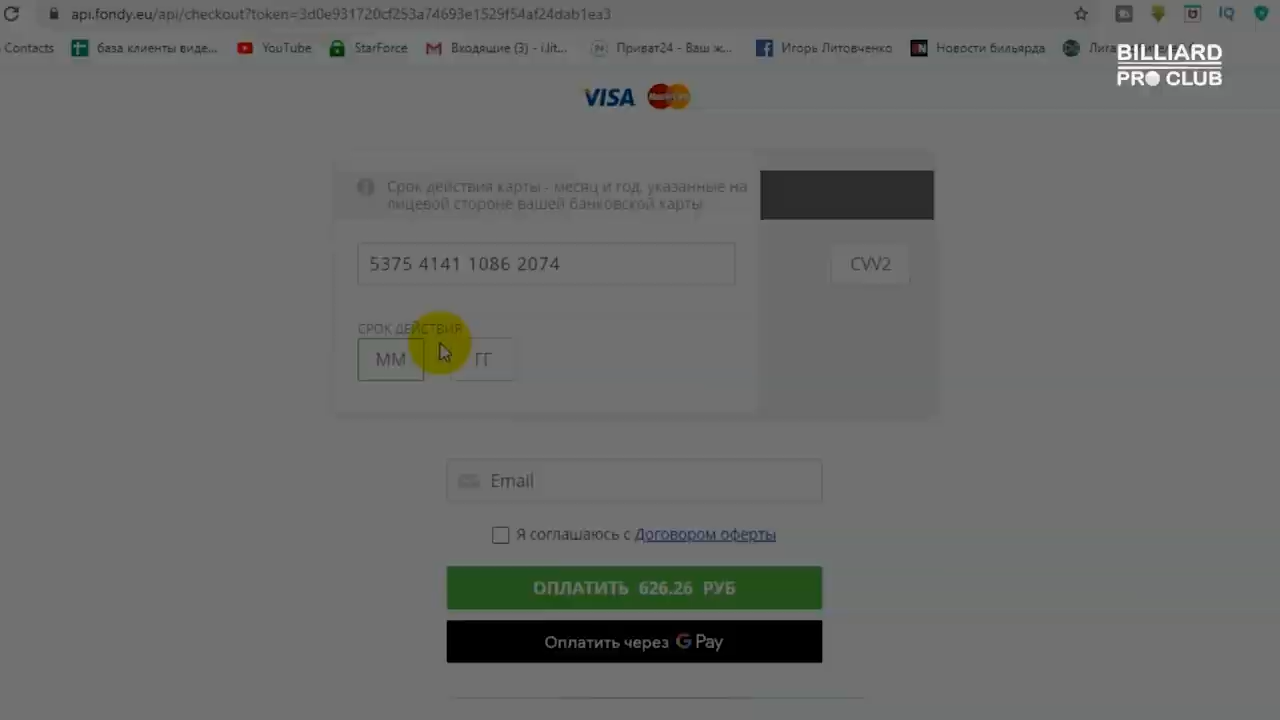 api.fondy.eu/api/checkout?token=3d0e931720cf253a74693e1529f54af24dab1ea3
Contacts база клиенты виде... YouTube StarForce Входящие (3) - i.lit... Приват24 - Ваш ж... Игорь Литовченко Новости бильярда
BILLIARD
PRO CLUB
VISA MasterCard
Срок действия карты - месяц и год, указанные на
лицевой стороне вашей банковской карты
5375 4141 1086 2074
CVV2
СРОК ДЕЙСТВИЯ
ММ ГГ
Email
Я соглашаюсь с Договором оферты
ОПЛАТИТЬ 626.26 РУБ
Оплатить через G Pay